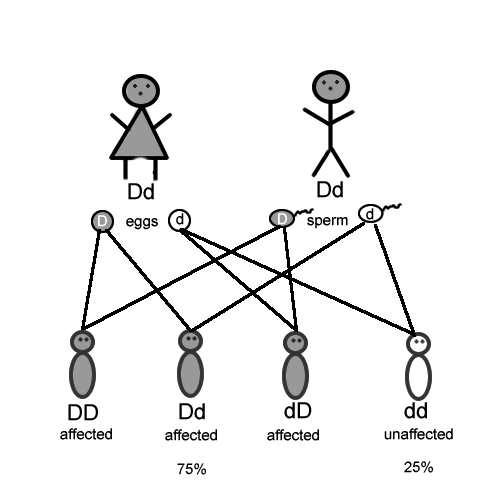 Dd Dd
D eggs d D sperm d
DD Dd dD dd
affected affected affected unaffected
75% 25%